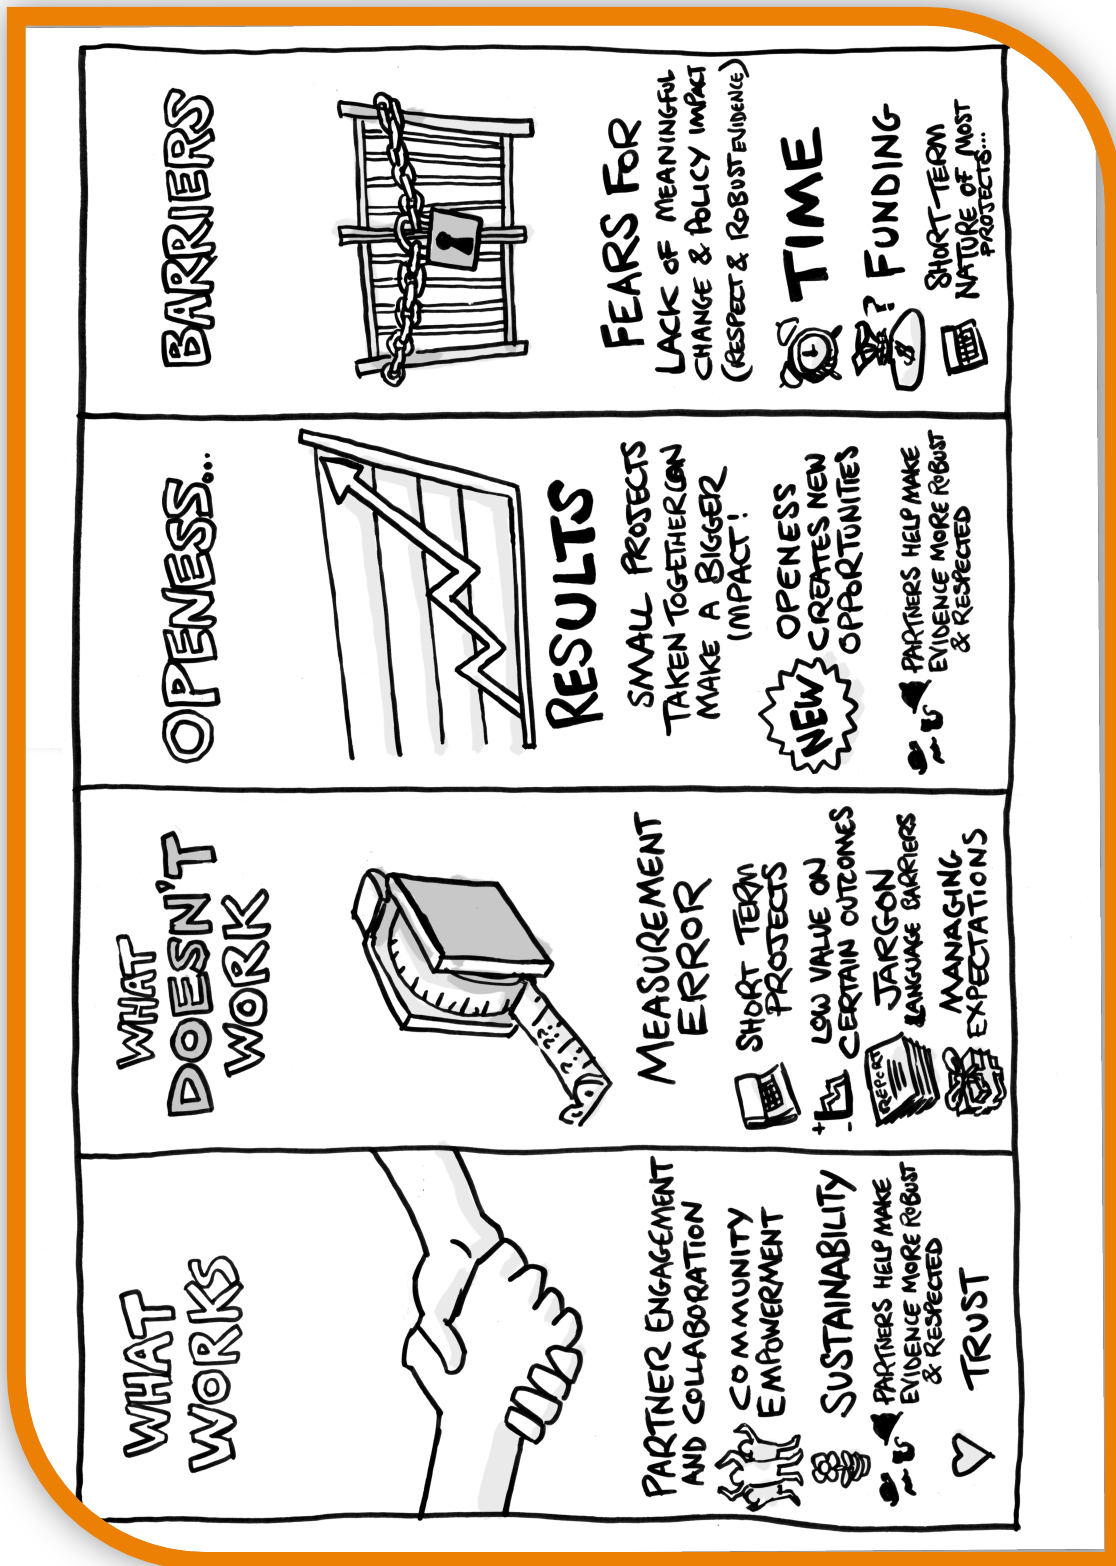 WHAT
WORKS
PARTNER ENGAGEMENT
AND COLLABORATION
COMMUNITY
EMPOWERMENT
SUSTAINABILITY
PARTNERS HELP MAKE
EVIDENCE MORE ROBUST
& RESPECTED
TRUST
WHAT
DOESN'T
WORK
MEASUREMENT
ERROR
SHORT TERM
PROJECTS
+
-
LOW VALUE ON
CERTAIN OUTCOMES
REPORT
JARGON
& LANGUAGE BARRIERS
MANAGING
EXPECTATIONS
OPENESS...
RESULTS
SMALL PROJECTS
TAKEN TOGETHER CAN
MAKE A BIGGER
IMPACT!
NEW
OPENESS
CREATES NEW
OPPORTUNITIES
PARTNERS HELP MAKE
EVIDENCE MORE ROBUST
& RESPECTED
BARRIERS
FEARS FOR
LACK OF MEANINGFUL
CHANGE & POLICY IMPACT
(RESPECT & ROBUST EVIDENCE)
TIME
$ ? FUNDING
SHORT-TERM
NATURE OF MOST
PROJECTS...